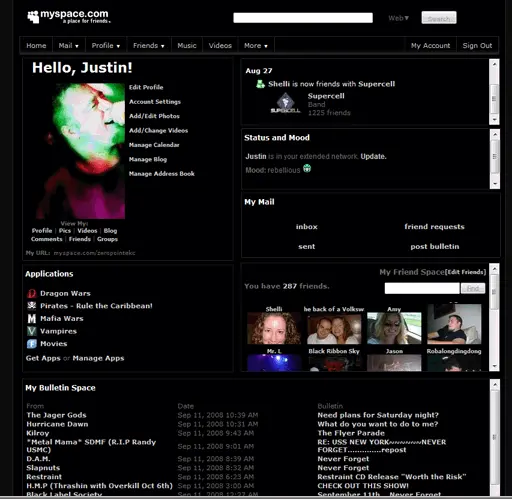 myspace.com
a place for friends
Web
Search
Home Mail Profile Friends Music Videos More My Account Sign Out
Hello, Justin!
Edit Profile
Account Settings
Add/Edit Photos
Add/Change Videos
Manage Calendar
Manage Blog
Manage Address Book
View My:
Profile | Pics | Videos | Blog
Comments | Friends | Groups
My URL:
Aug 27
Shelli is now friends with Supercell
SUPERCELL
Supercell
Band
1225 friends
Status and Mood
Justin is in your extended network. Update.
Mood: rebellious
My Mail
inbox friend requests
sent post bulletin
Applications
Dragon Wars
Pirates - Rule the Caribbean!
Mafia Wars
Vampires
Movies
Get Apps or Manage Apps
My Friend Space [Edit Friends]
You have 287 friends.
Find
Shelli he back of a Volksw Amy
Mr. L Black Ribbon Sky Jason Robalongdingdong
My Bulletin Space
From Date Bulletin
The Jager Gods Sep 11, 2008 10:39 AM Need plans for Saturday night?
Hurricane Dawn Sep 11, 2008 10:31 AM What do you want to do to me?
Kilroy Sep 11, 2008 9:43 AM The Flyer Parade
*Metal Mama* SDMF (R.I.P Randy USMC) Sep 11, 2008 9:01 AM RE: USS NEW YORK~~~~~~NEVER FORGET..............repost
D.A.M. Sep 11, 2008 8:39 AM Never Forget
Slapnuts Sep 11, 2008 8:32 AM Never Forget
Restraint Sep 11, 2008 6:23 AM Restraint CD Release "Worth the Risk"
H.M.P (Thrashin with Overkill Oct 6th) Sep 11, 2008 3:00 AM CHECK OUT THIS SHOW!
Black Label Society Sep 11, 2008 12:27 AM September 11th... Never Forget